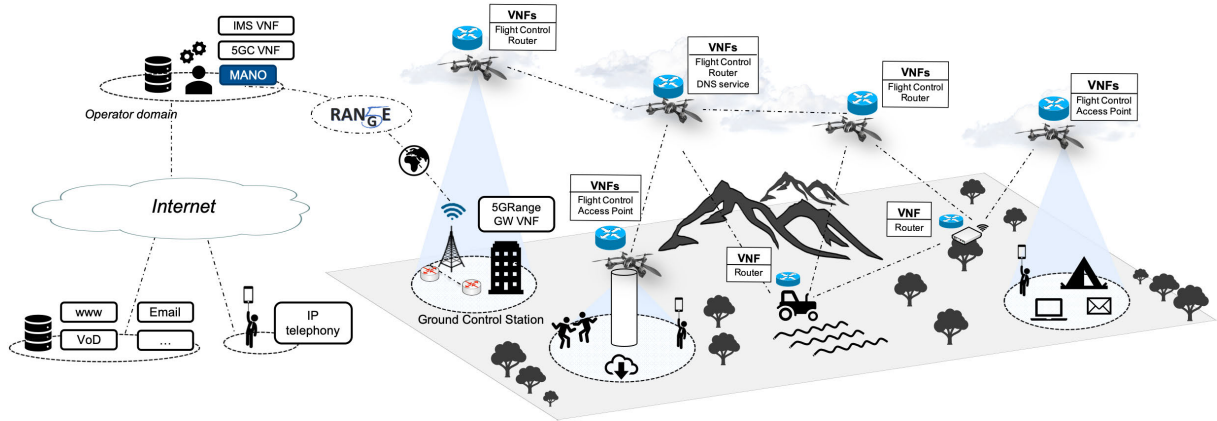 IMS VNF
5GC VNF
MANO
Operator domain
RANGE
5
Internet
www
Email
VoD
...
IP
telephony
VNFs
Flight Control
Router
VNFs
Flight Control
Router
DNS service
VNFs
Flight Control
Router
VNFs
Flight Control
Access Point
5GRange
GW VNF
Ground Control Station
VNFs
Flight Control
Access Point
VNF
Router
VNF
Router